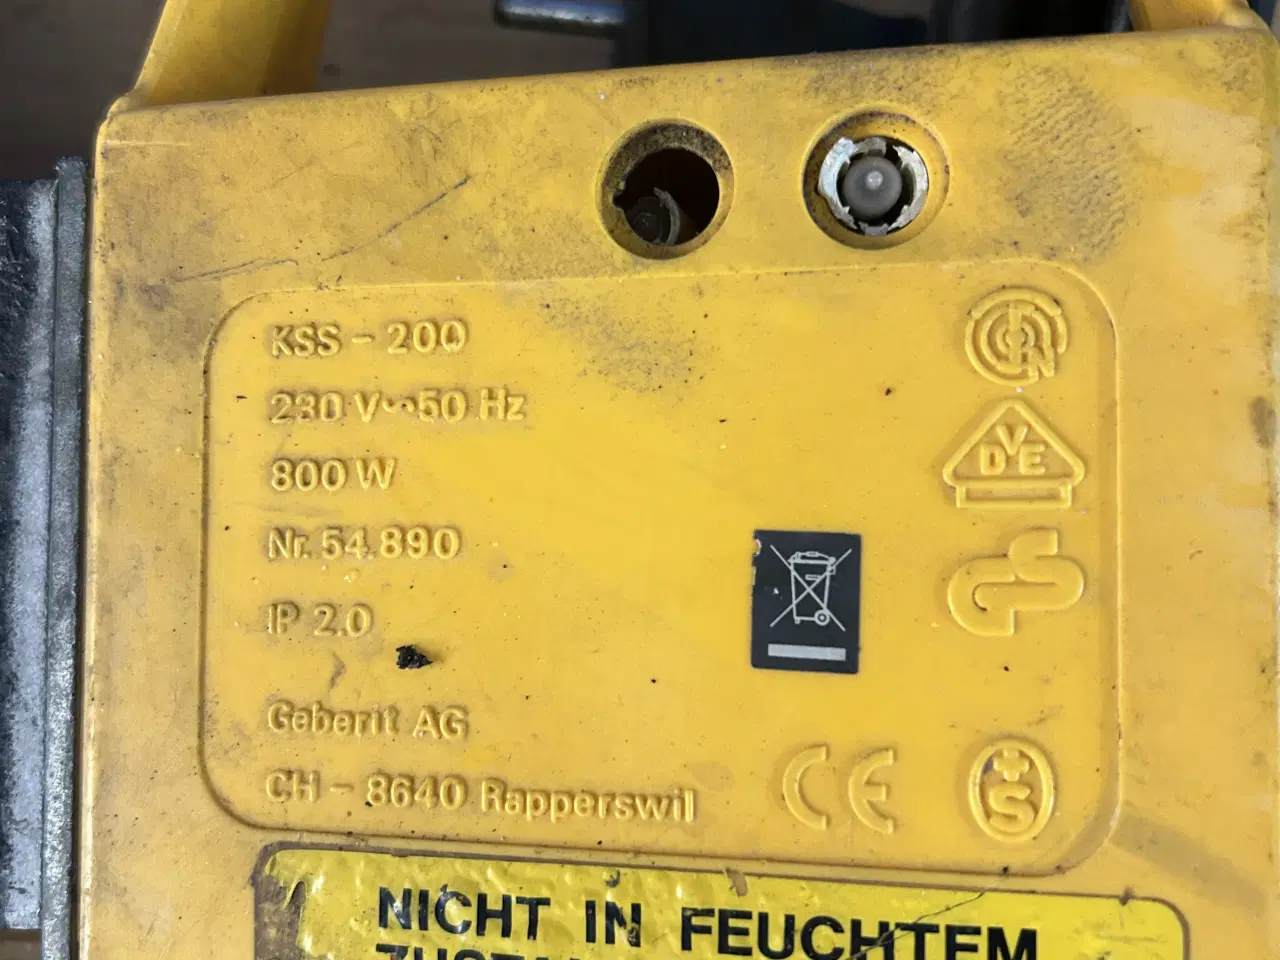 KSS - 200
230 V~50 Hz
800 W
Nr. 54.890
IP 2.0
Geberit AG
CH - 8640 Rapperswil
DVE
CE
S
NICHT IN FEUCHTEM